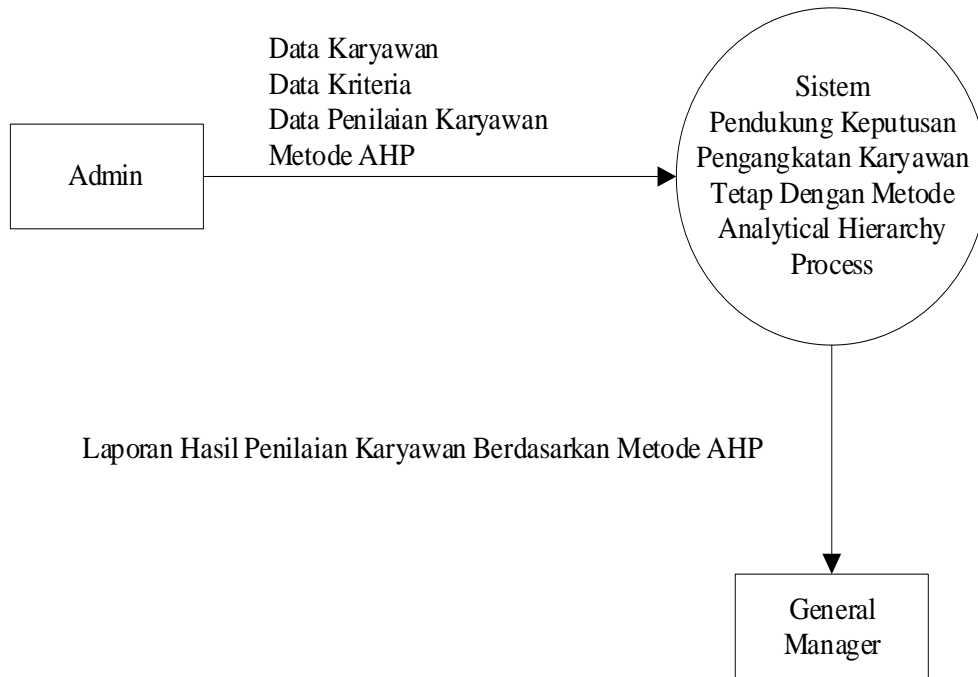 Data Karyawan
Data Kriteria
Data Penilaian Karyawan
Metode AHP
Admin
Sistem
Pendukung Keputusan
Pengangkatan Karyawan
Tetap Dengan Metode
Analytical Hierarchy
Process
Laporan Hasil Penilaian Karyawan Berdasarkan Metode AHP
General
Manager